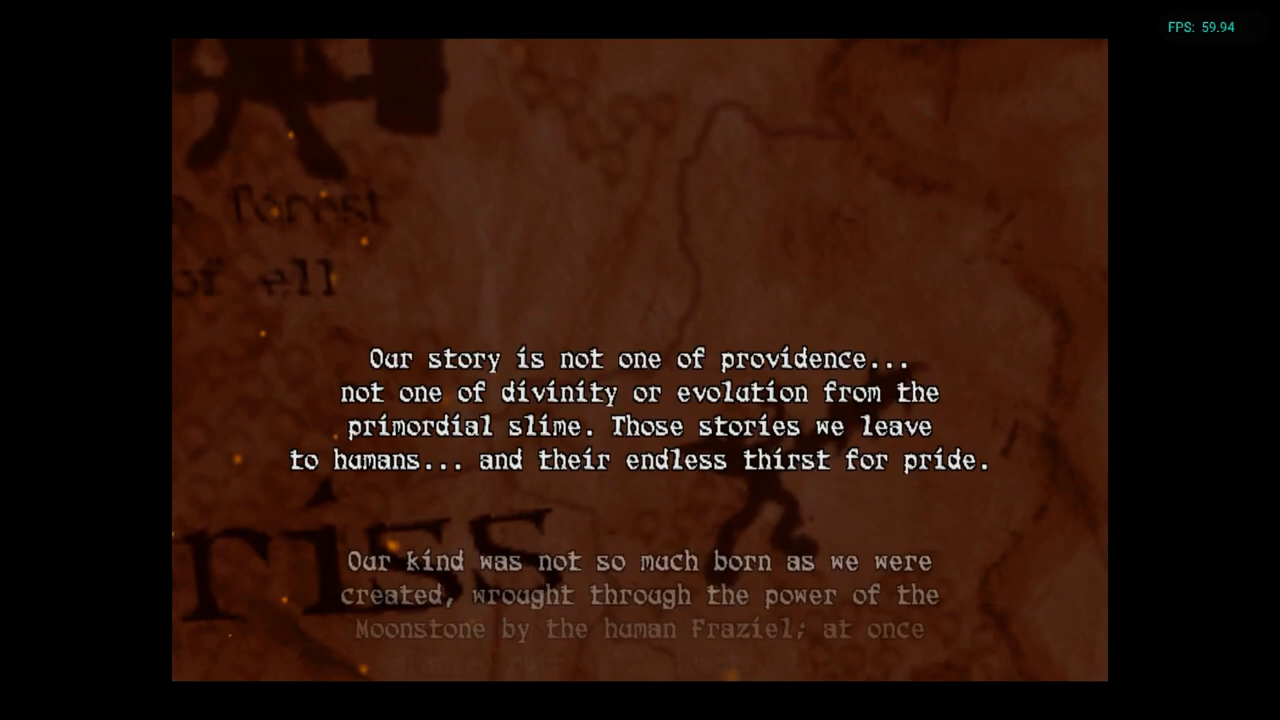 FPS: 59.94
forest
of ell
Our story is not one of providence...
not one of divinity or evolution from the
primordial slime. Those stories we leave
to humans... and their endless thirst for pride.
riss
Our kind was not so much born as we were
created, wrought through the power of the
Moonstone by the human Fraziel; at once